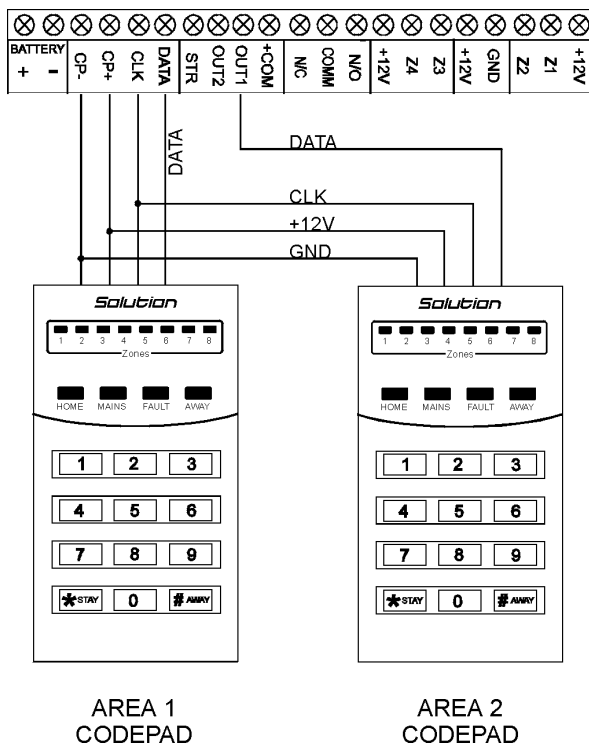 BATTERY
+ - CP- CP+ CLK DATA STR OUT2 OUT1 +COM N/C COMM N/O +12V Z4 Z3 +12V GND Z2 Z1 +12V
DATA
DATA
CLK
+12V
GND
Solution
1 2 3 4 5 6 7 8
Zones
HOME MAINS FAULT AWAY
1 2 3
4 5 6
7 8 9
*STAY 0 # AWAY
AREA 1
CODEPAD
Solution
1 2 3 4 5 6 7 8
Zones
HOME MAINS FAULT AWAY
1 2 3
4 5 6
7 8 9
*STAY 0 # AWAY
AREA 2
CODEPAD